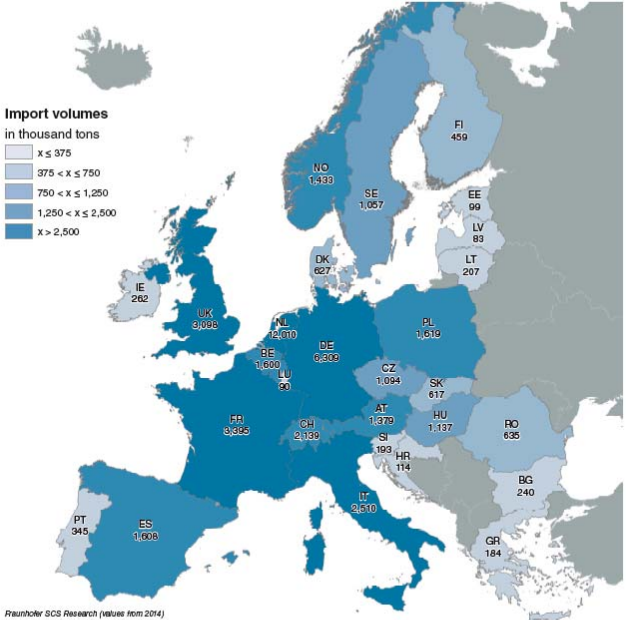 Import volumes
in thousand tons
x ≤ 375
375 < x ≤ 750
750 < x ≤ 1,250
1,250 < x ≤ 2,500
x > 2,500
FI
459
NO
1,433
SE
1,057
EE
99
LV
83
LT
207
DK
627
IE
262
UK
3,098
NL
12,010
BE
1,600
LU
90
DE
6,309
PL
1,619
CZ
1,094
SK
617
AT
1,379
HU
1,137
RO
635
FR
3,395
CH
2,139
SI
193
HR
114
BG
240
IT
2,510
PT
345
ES
1,608
GR
184
Fraunhofer SCS Research (values from 2014)